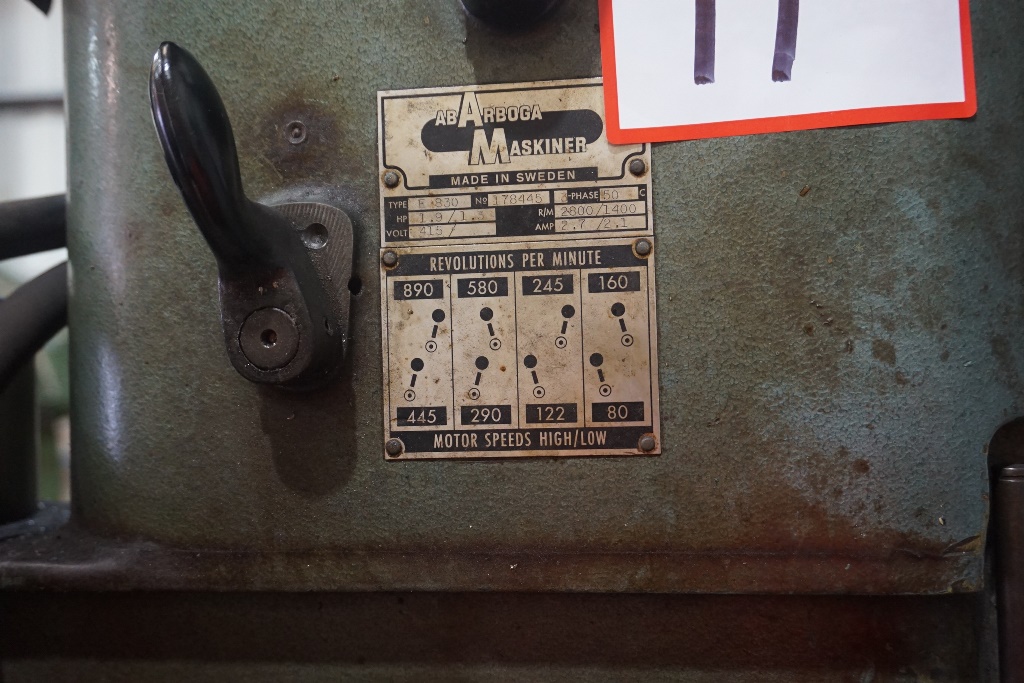 11
AB ARBOGA
MASKINER
MADE IN SWEDEN
TYPE E 830 Nº 178445 3-PHASE 50 C
HP 1.9/1. R/M 2800/1400
VOLT 415/ AMP 2.7 /2.1
REVOLUTIONS PER MINUTE
890 580 245 160
445 290 122 80
MOTOR SPEEDS HIGH/LOW